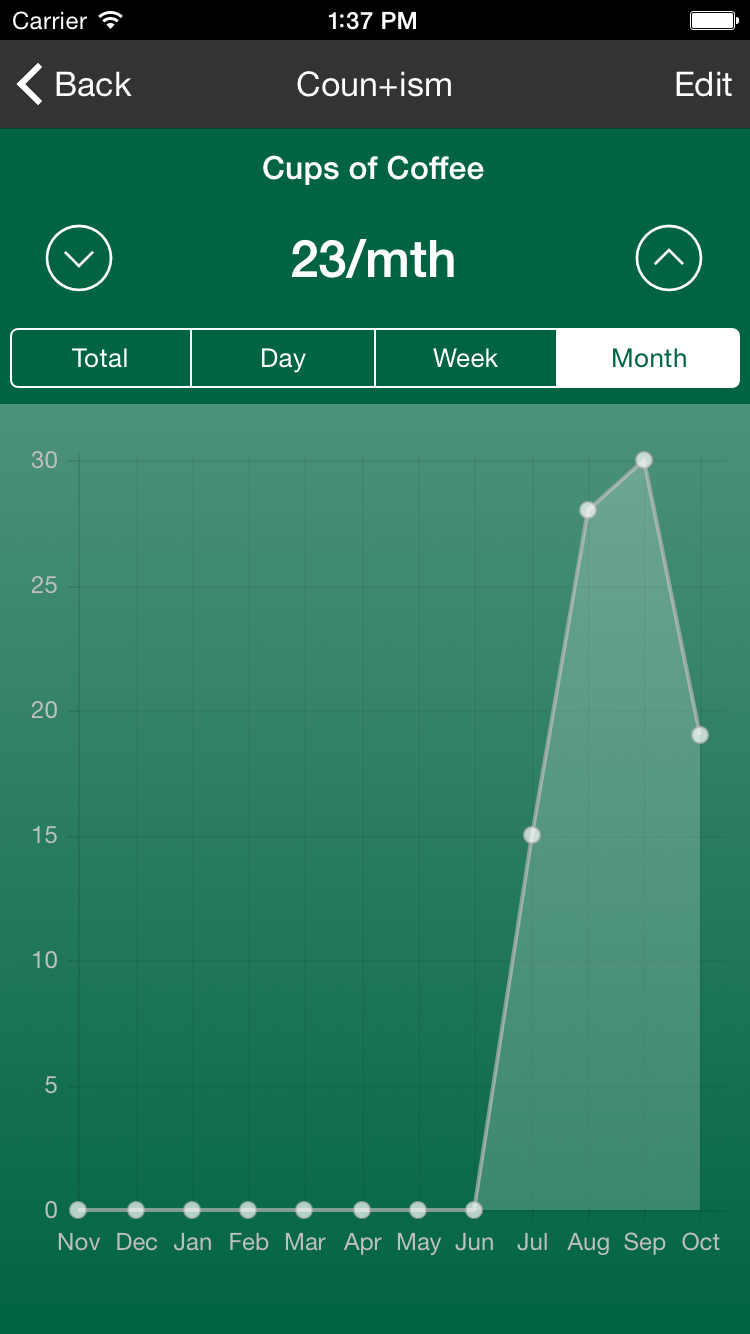 Carrier 1:37 PM
Back Coun+ism Edit
Cups of Coffee
23/mth
Total Day Week Month
30
25
20
15
10
5
0
Nov Dec Jan Feb Mar Apr May Jun Jul Aug Sep Oct